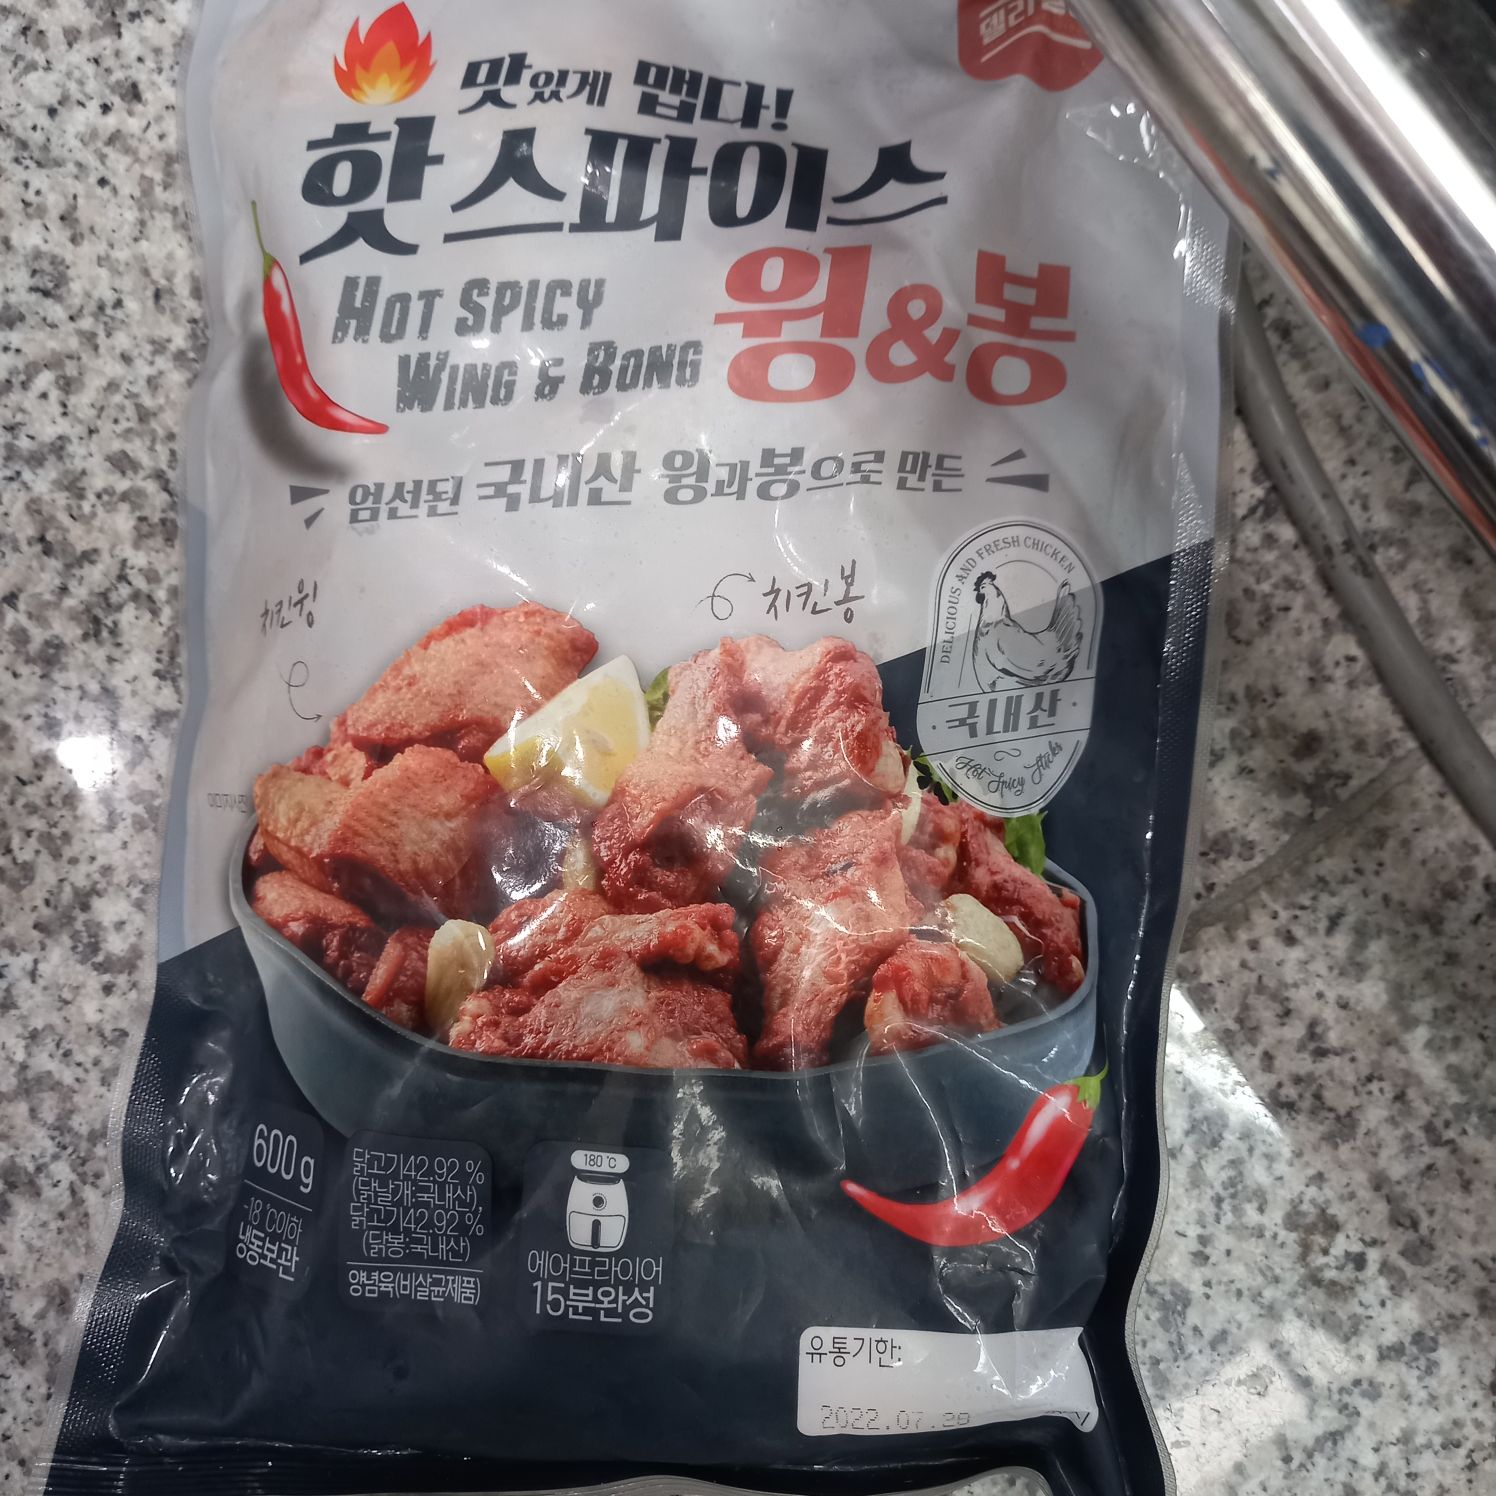 맛있게 맵다!
핫스파이스
HOT SPICY
WING & BONG
윙&봉
엄선된 국내산 윙과봉으로 만든
치킨윙
치킨봉
DELICIOUS AND FRESH CHICKEN
· 국내산 ·
Hot Spicy Sticks
600g
-18℃이하
냉동보관
닭고기42.92 %
(닭날개:국내산),
닭고기42.92 %
(닭봉:국내산)
양념육(비살균제품)
180℃
에어프라이어
15분완성
유통기한:
2022.07.28